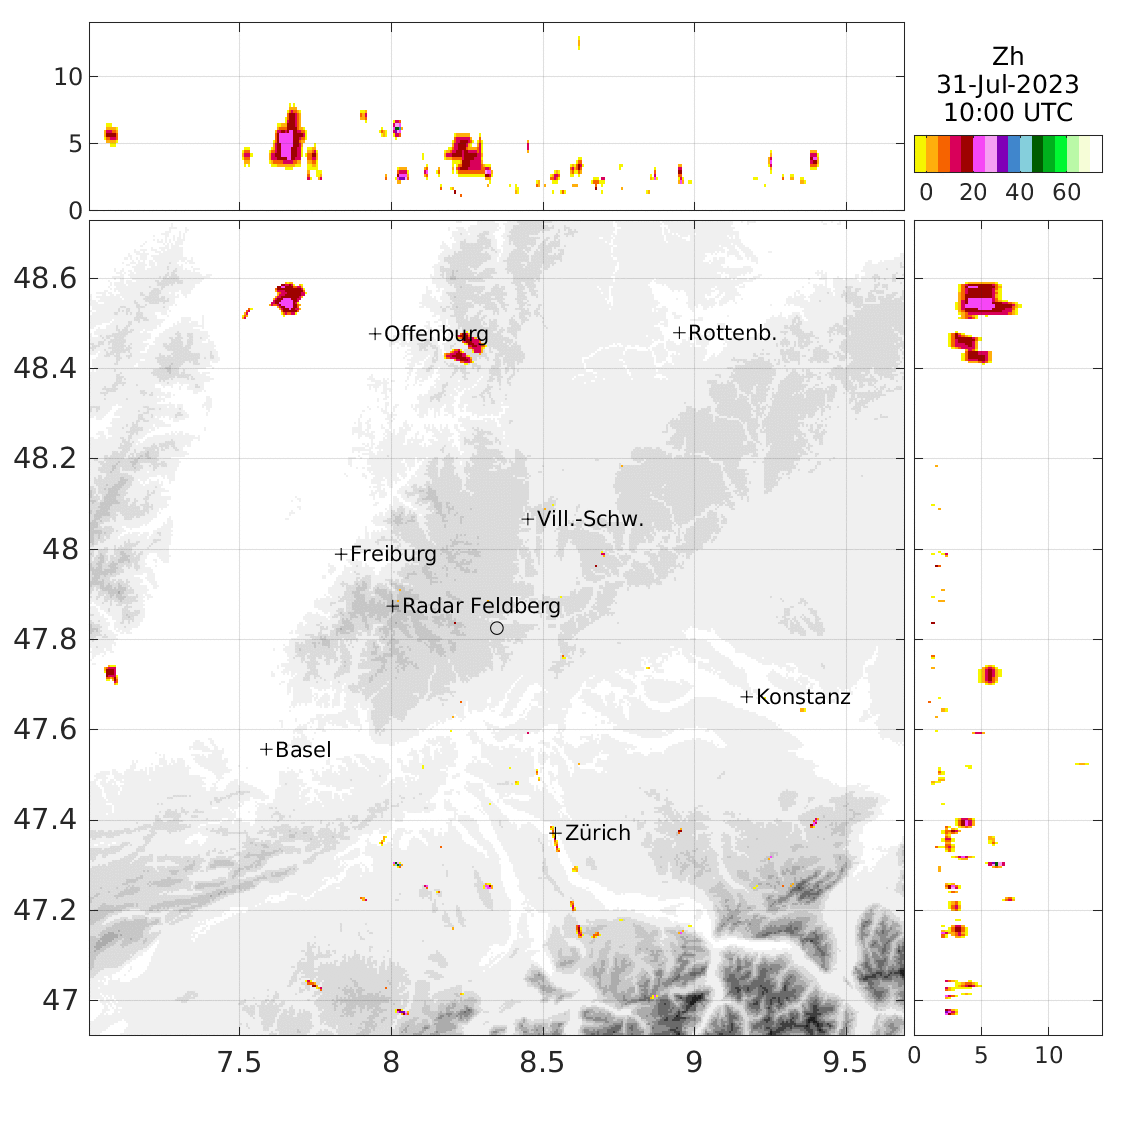 Zh
31-Jul-2023
10:00 UTC
0 20 40 60
10
5
0
48.6
48.4
48.2
48
47.8
47.6
47.4
47.2
47
Offenburg
Rottenb.
Vill.-Schw.
Freiburg
Radar Feldberg
Konstanz
Basel
Zürich
7.5 8 8.5 9 9.5
0 5 10